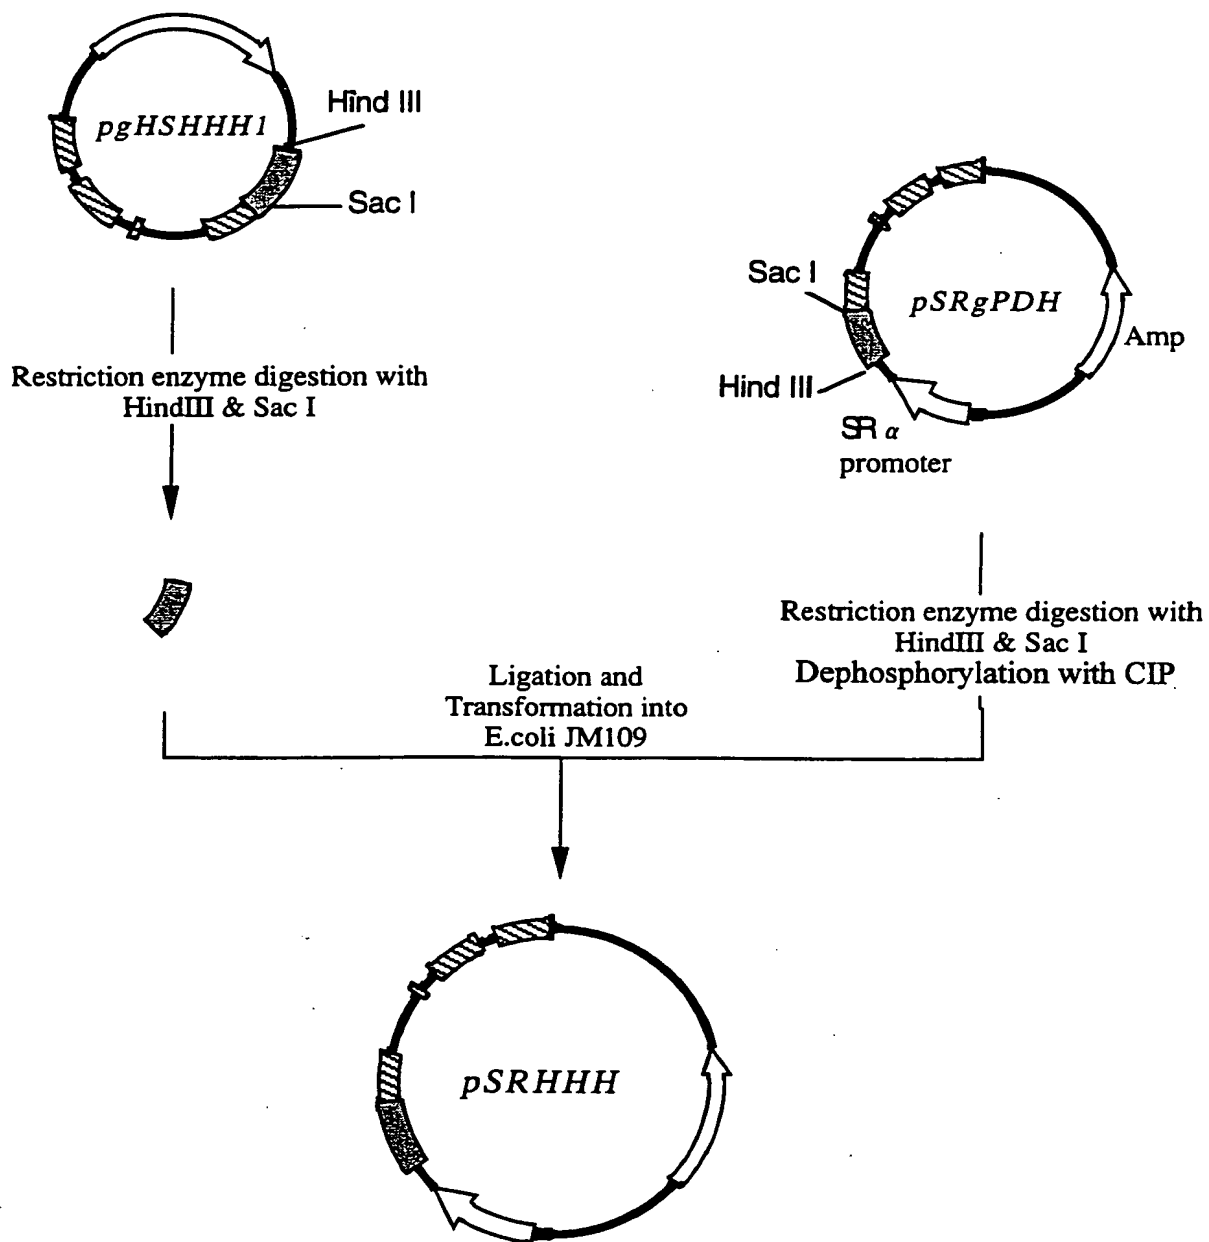 pgHSHHH1
Hind III
Sac I
Restriction enzyme digestion with
HindIII & Sac I
pSRgPDH
Sac I
Hind III
Amp
SR α
promoter
Restriction enzyme digestion with
HindIII & Sac I
Dephosphorylation with CIP
Ligation and
Transformation into
E.coli JM109
pSRHHH